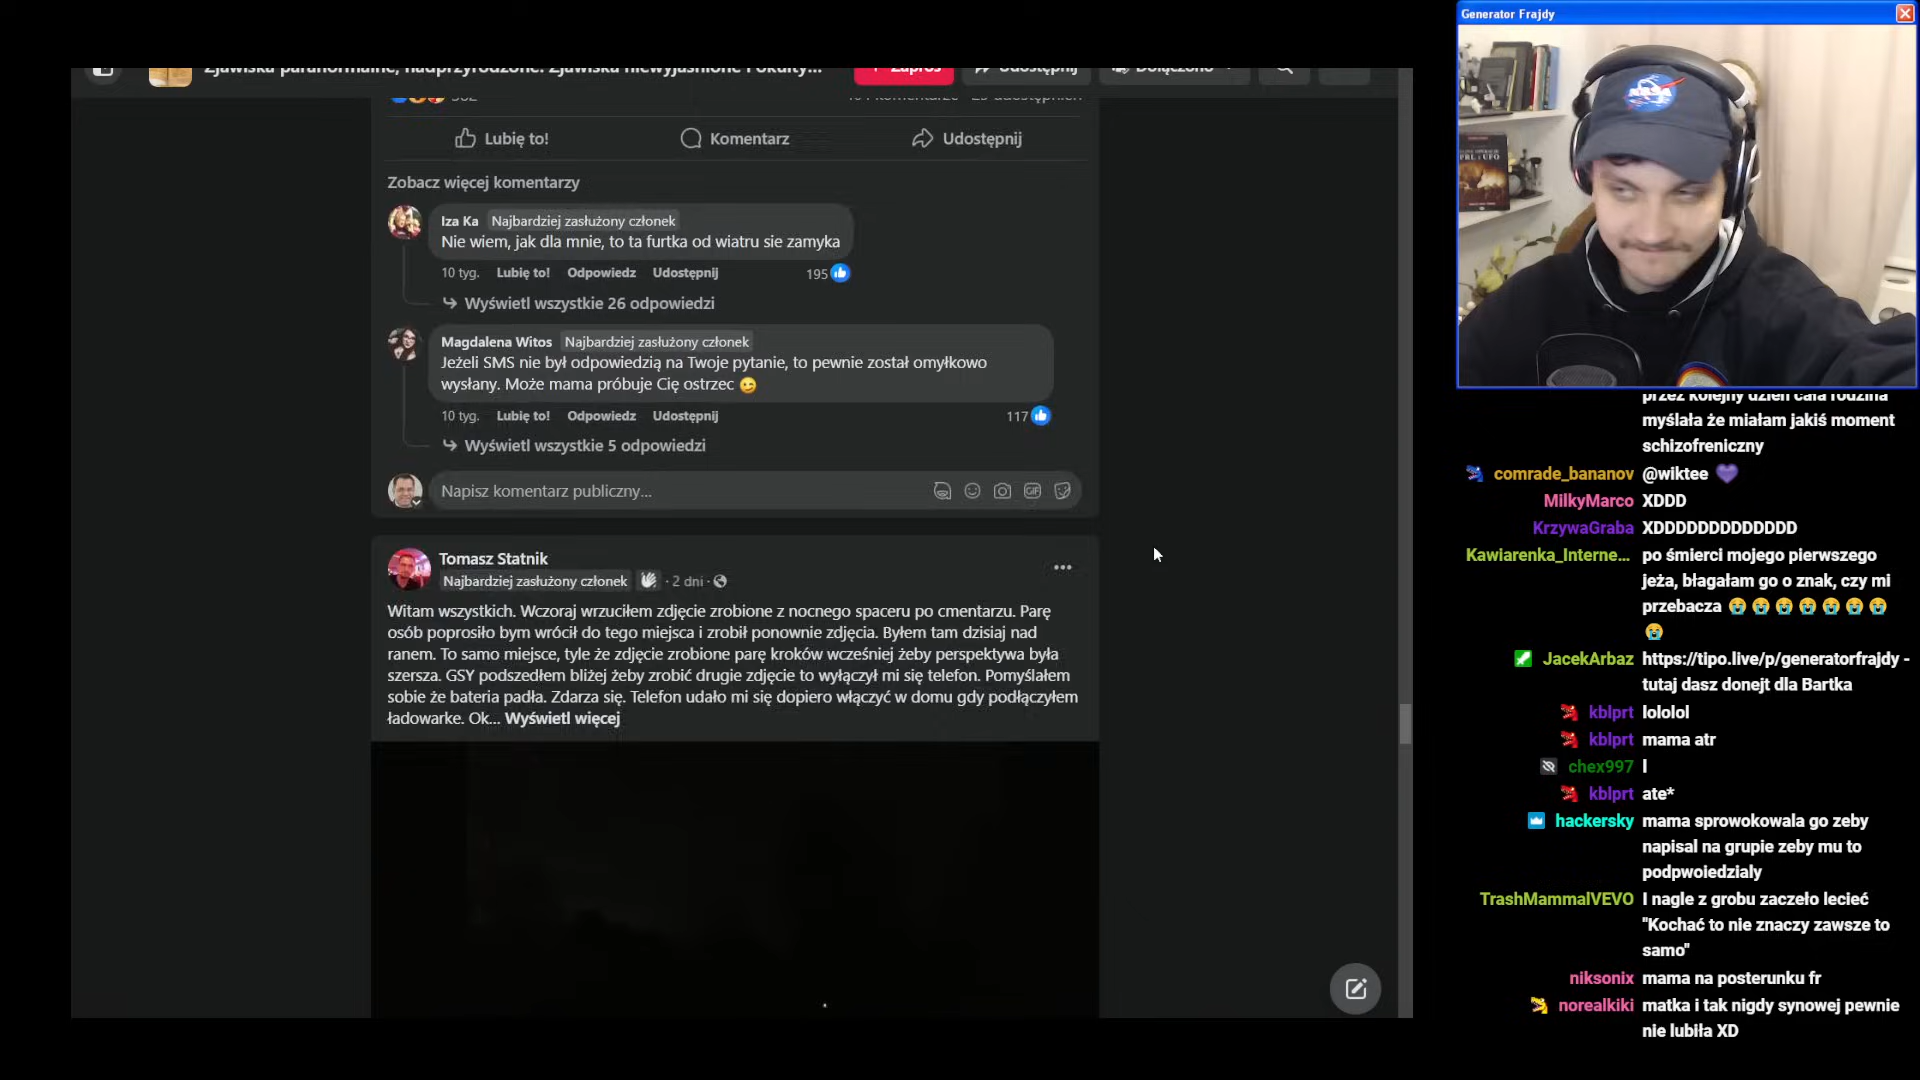 Generator Frajdy
Zjawiska paranormalne, nadprzyrodzone. Zjawiska niewyjaśnione i okulty...
Zaproś
Udostępnij
Dołączono
Lubię to!
Komentarz
Udostępnij
Zobacz więcej komentarzy
Iza Ka Najbardziej zasłużony członek
Nie wiem, jak dla mnie, to ta furtka od wiatru sie zamyka
10 tyg. Lubię to! Odpowiedz Udostępnij 195
Wyświetl wszystkie 26 odpowiedzi
Magdalena Witos Najbardziej zasłużony członek
Jeżeli SMS nie był odpowiedzią na Twoje pytanie, to pewnie został omyłkowo
wysłany. Może mama próbuje Cię ostrzec 😉
10 tyg. Lubię to! Odpowiedz Udostępnij 117
Wyświetl wszystkie 5 odpowiedzi
Napisz komentarz publiczny...
GIF
Tomasz Statnik
Najbardziej zasłużony członek · 2 dni ·
Witam wszystkich. Wczoraj wrzuciłem zdjęcie zrobione z nocnego spaceru po cmentarzu. Parę
osób poprosiło bym wrócił do tego miejsca i zrobił ponownie zdjęcia. Byłem tam dzisiaj nad
ranem. To samo miejsce, tyle że zdjęcie zrobione parę kroków wcześniej żeby perspektywa była
szersza. GSY podszedłem bliżej żeby zrobić drugie zdjęcie to wyłączył mi się telefon. Pomyślałem
sobie że bateria padła. Zdarza się. Telefon udało mi się dopiero włączyć w domu gdy podłączyłem
ładowarke. Ok... Wyświetl więcej
NASA
PRL i UFO
przez kolejny dzień cała rodzina
myślała że miałam jakiś moment
schizofreniczny
comrade_bananov @wiktee 💜
MilkyMarco XDDD
KrzywaGraba XDDDDDDDDDDDDD
Kawiarenka_Interne... po śmierci mojego pierwszego
jeża, błagałam go o znak, czy mi
przebacza 😭😭😭😭😭😭😭
😭
JacekArbaz https://tipo.live/p/generatorfrajdy -
tutaj dasz donejt dla Bartka
kblprt lololol
kblprt mama atr
chex997 l
kblprt ate*
hackersky mama sprowokowala go zeby
napisal na grupie zeby mu to
podpwoiedzialy
TrashMammalVEVO I nagle z grobu zaczeło lecieć
"Kochać to nie znaczy zawsze to
samo"
niksonix mama na posterunku fr
norealkiki matka i tak nigdy synowej pewnie
nie lubiła XD